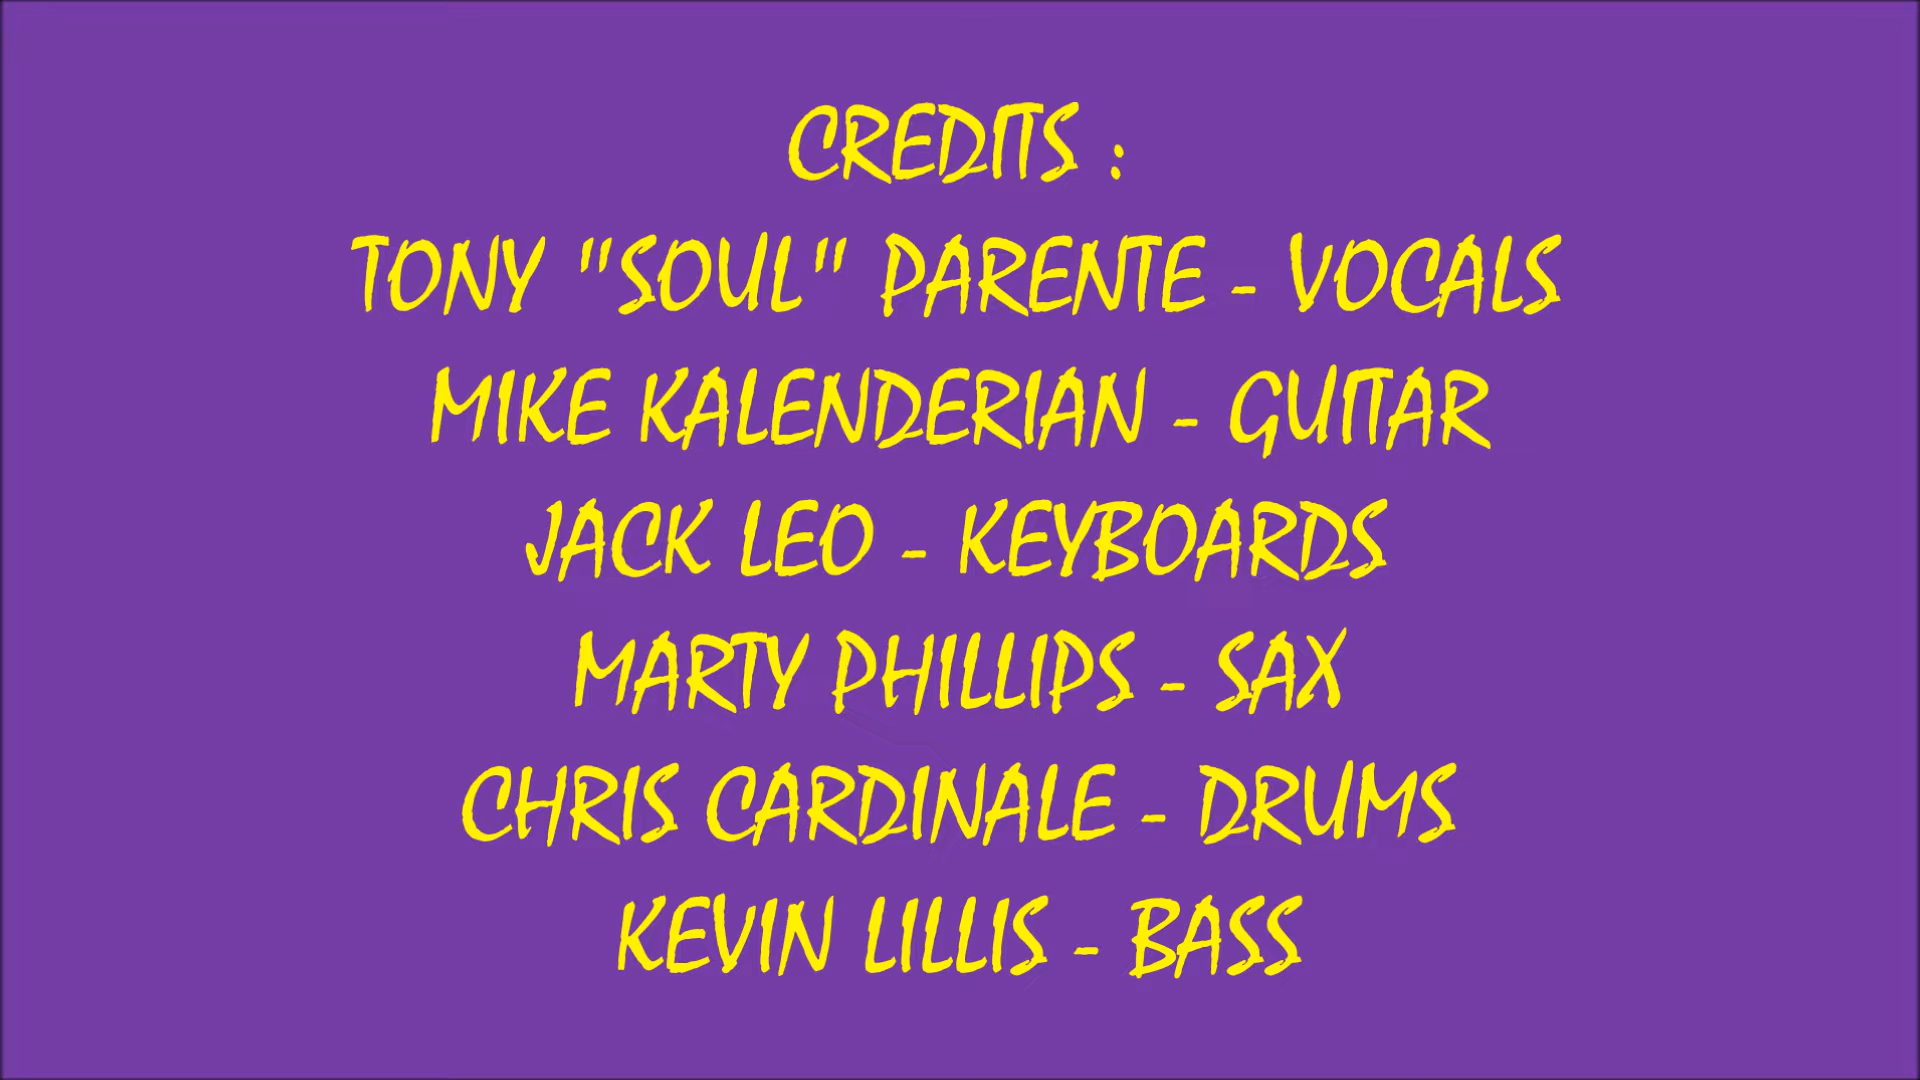 CREDITS :
TONY "SOUL" PARENTE - VOCALS
MIKE KALENDERIAN - GUITAR
JACK LEO - KEYBOARDS
MARTY PHILLIPS - SAX
CHRIS CARDINALE - DRUMS
KEVIN LILLIS - BASS